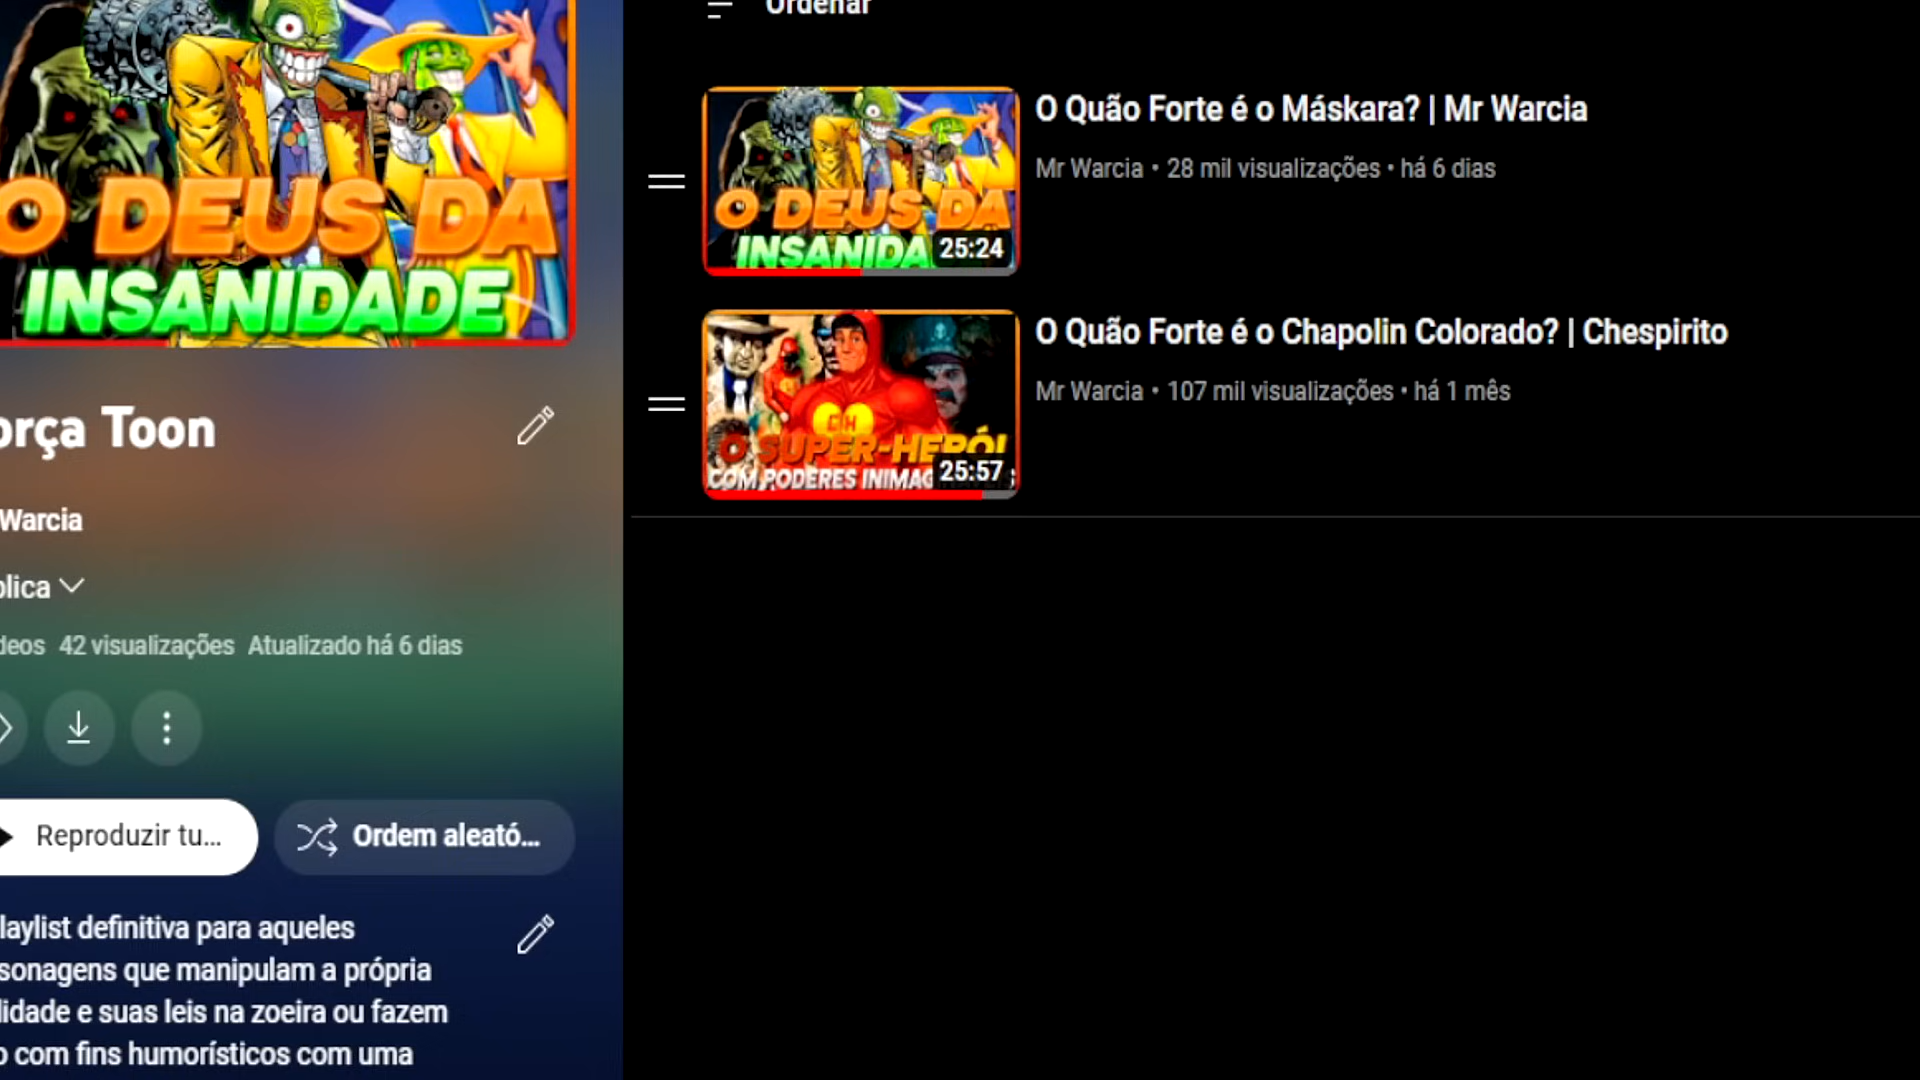 O DEUS DA
INSANIDADE
orça Toon
Warcia
blica
deos 42 visualizações Atualizado há 6 dias
Reproduzir tu...
Ordem aleató...
laylist definitiva para aqueles
sonagens que manipulam a própria
lidade e suas leis na zoeira ou fazem
o com fins humorísticos com uma
Ordenar
O DEUS DA
INSANIDA
25:24
O Quão Forte é o Máskara? | Mr Warcia
Mr Warcia • 28 mil visualizações • há 6 dias
CH
O SUPER-HERÓI
COM PODERES INIMAG
25:57
O Quão Forte é o Chapolin Colorado? | Chespirito
Mr Warcia • 107 mil visualizações • há 1 mês